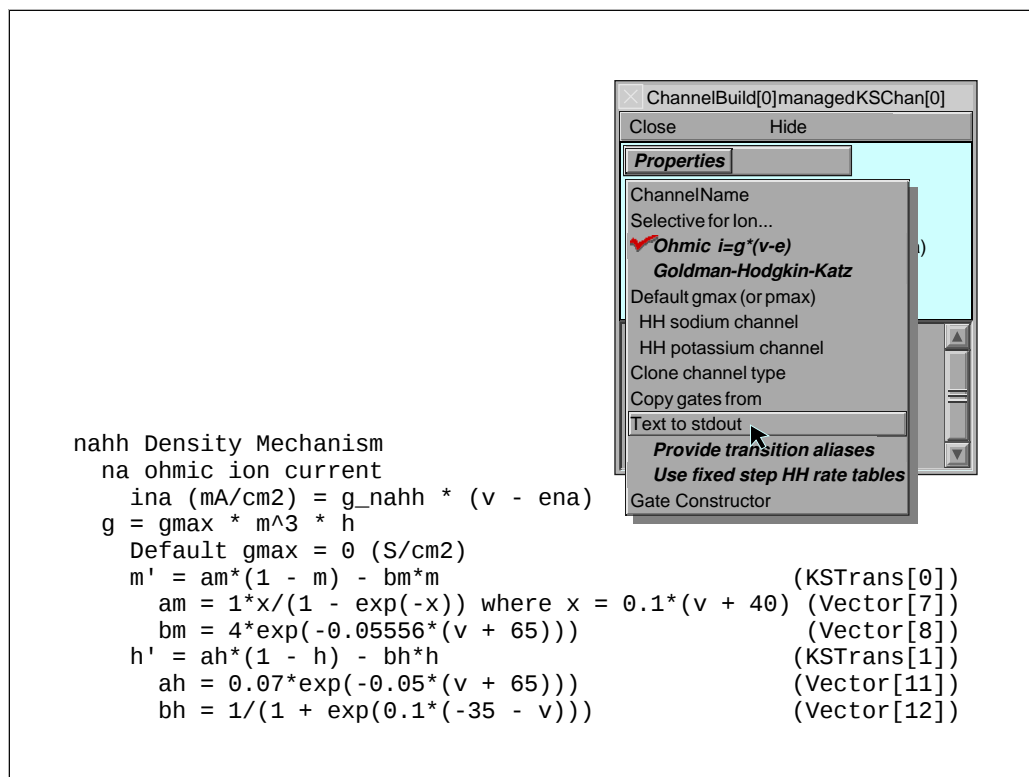 ChannelBuild[0]managedKSChan[0]
Close Hide
Properties
ChannelName
Selective for Ion...
Ohmic i=g*(v-e)
Goldman-Hodgkin-Katz
Default gmax (or pmax)
HH sodium channel
HH potassium channel
Clone channel type
Copy gates from
Text to stdout
Provide transition aliases
Use fixed step HH rate tables
Gate Constructor
nahh Density Mechanism
na ohmic ion current
ina (mA/cm2) = g_nahh * (v - ena)
g = gmax * m^3 * h
Default gmax = 0 (S/cm2)
m' = am*(1 - m) - bm*m (KSTrans[0])
am = 1*x/(1 - exp(-x)) where x = 0.1*(v + 40) (Vector[7])
bm = 4*exp(-0.05556*(v + 65))) (Vector[8])
h' = ah*(1 - h) - bh*h (KSTrans[1])
ah = 0.07*exp(-0.05*(v + 65))) (Vector[11])
bh = 1/(1 + exp(0.1*(-35 - v))) (Vector[12])